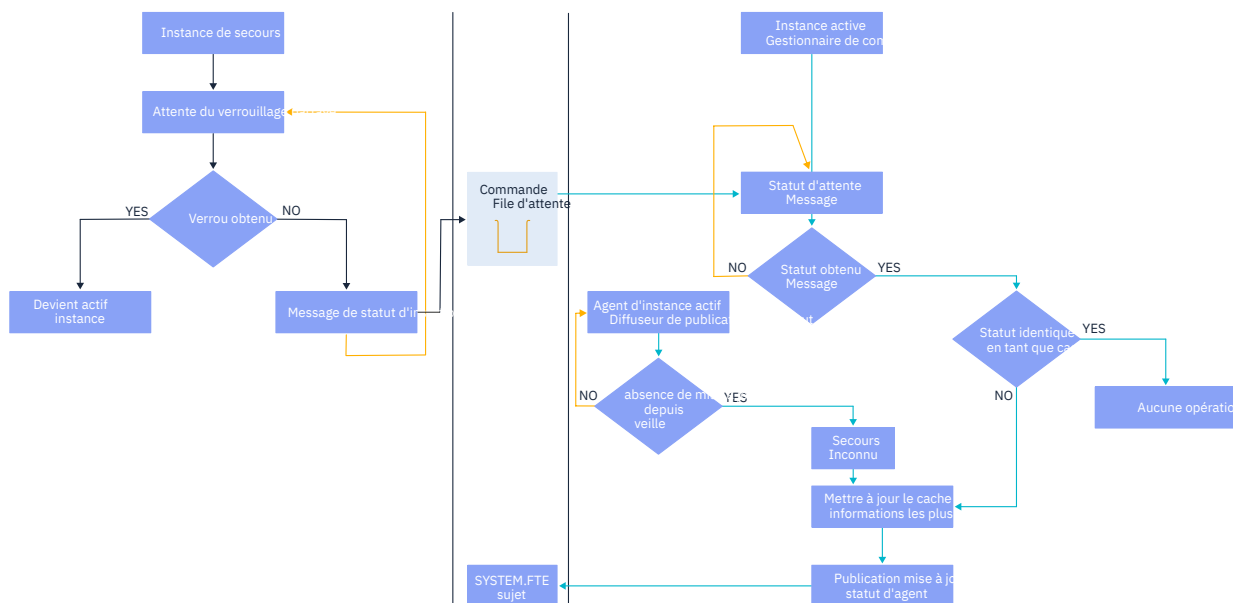 Instance de secours
Attente du verrouillage
Verrou obtenu
YES
NO
Devient actif
instance
Message de statut d'in
Commande
File d'attente
SYSTEM.FTE
sujet
Instance active
Gestionnaire de con
Statut d'attente
Message
Statut obtenu
Message
NO
YES
Agent d'instance actif
Diffuseur de publicat
absence de mi
depuis
veille
NO
YES
Statut identique
en tant que ca
YES
NO
Aucune opératio
Secours
Inconnu
Mettre à jour le cache
informations les plus
Publication mise à jo
statut d'agent